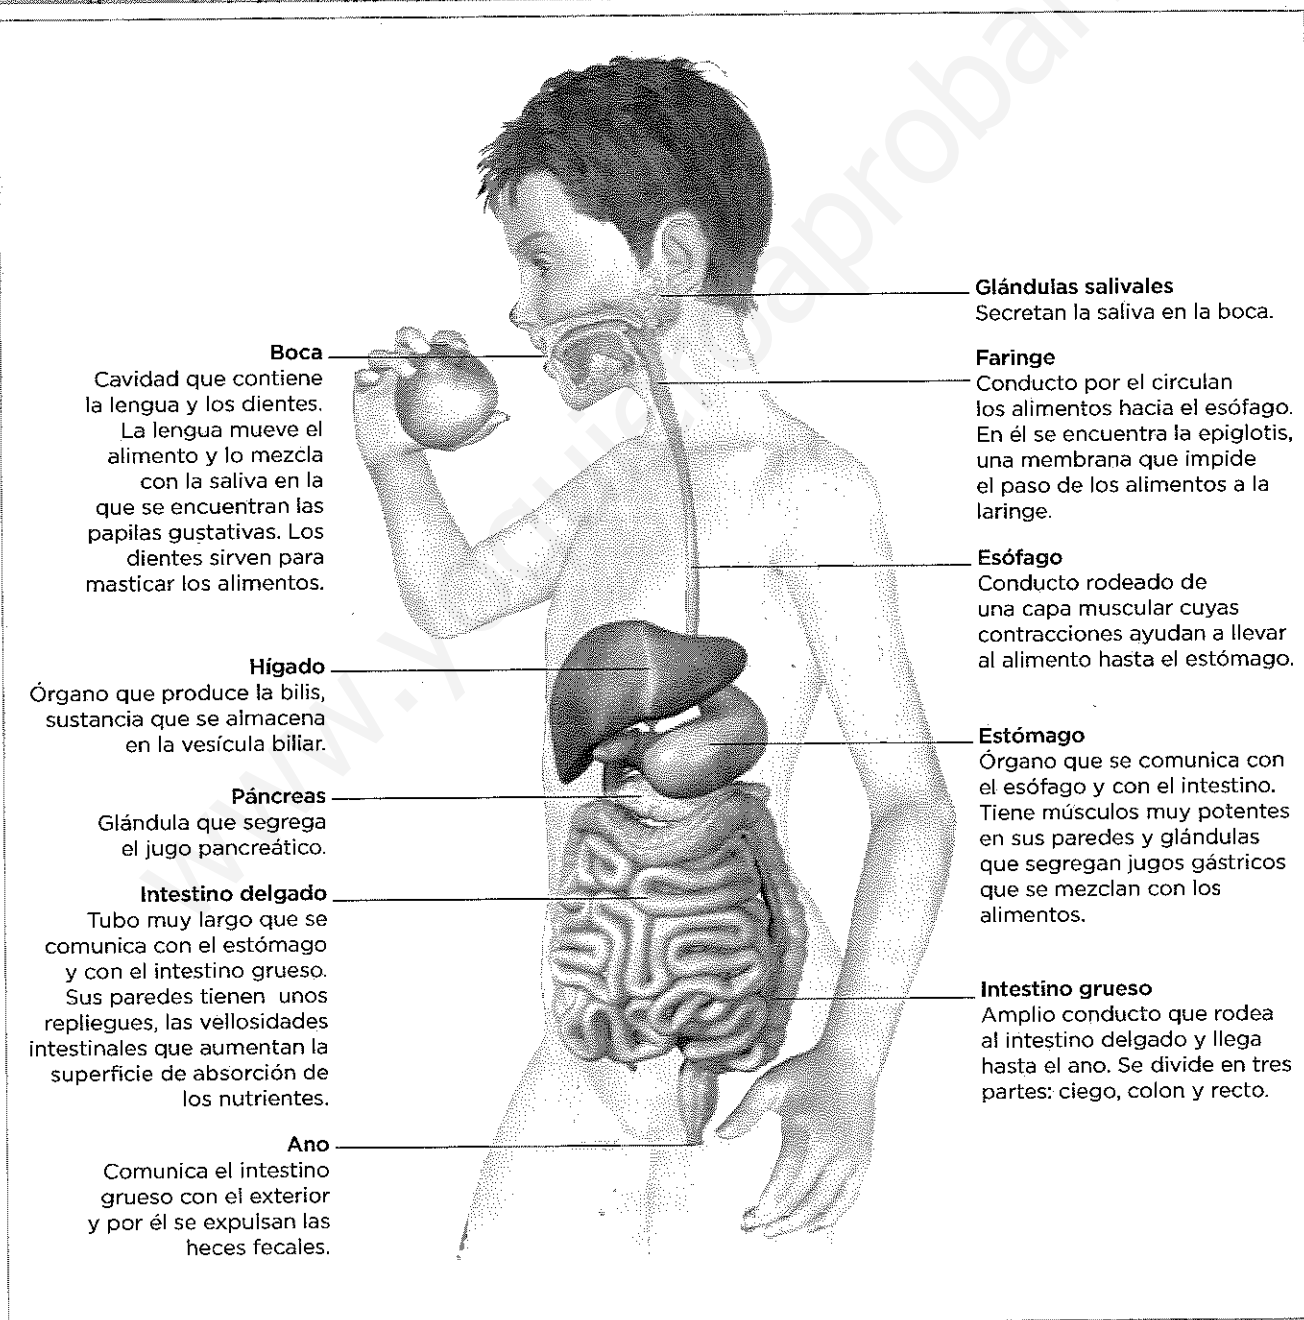 Boca
Cavidad que contiene
la lengua y los dientes.
La lengua mueve el
alimento y lo mezcla
con la saliva en la
que se encuentran las
papilas gustativas. Los
dientes sirven para
masticar los alimentos.
Hígado
Órgano que produce la bilis,
sustancia que se almacena
en la vesícula biliar.
Páncreas
Glándula que segrega
el jugo pancreático.
Intestino delgado
Tubo muy largo que se
comunica con el estómago
y con el intestino grueso.
Sus paredes tienen unos
repliegues, las vellosidades
intestinales que aumentan la
superficie de absorción de
los nutrientes.
Ano
Comunica el intestino
grueso con el exterior
y por él se expulsan las
heces fecales.
Glándulas salivales
Secretan la saliva en la boca.
Faringe
Conducto por el circulan
los alimentos hacia el esófago.
En él se encuentra la epiglotis,
una membrana que impide
el paso de los alimentos a la
laringe.
Esófago
Conducto rodeado de
una capa muscular cuyas
contracciones ayudan a llevar
al alimento hasta el estómago.
Estómago
Órgano que se comunica con
el esófago y con el intestino.
Tiene músculos muy potentes
en sus paredes y glándulas
que segregan jugos gástricos
que se mezclan con los
alimentos.
Intestino grueso
Amplio conducto que rodea
al intestino delgado y llega
hasta el ano. Se divide en tres
partes: ciego, colon y recto.